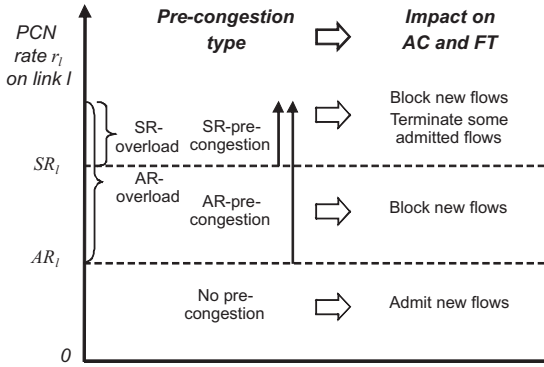 PCN
rate r_l
on link l
Pre-congestion
type
Impact on
AC and FT
SR-
overload
SR-pre-
congestion
Block new flows
Terminate some
admitted flows
SR_l
AR-
overload
AR-pre-
congestion
Block new flows
AR_l
No pre-
congestion
Admit new flows
0